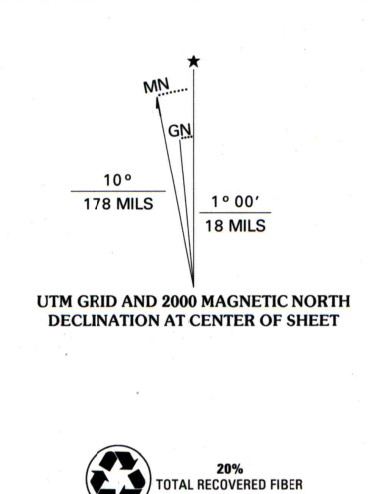 MN
GN
10°
178 MILS
1° 00′
18 MILS
UTM GRID AND 2000 MAGNETIC NORTH
DECLINATION AT CENTER OF SHEET
20%
TOTAL RECOVERED FIBER